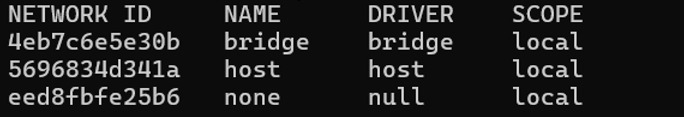 NETWORK ID     NAME      DRIVER    SCOPE
4eb7c6e5e30b   bridge    bridge    local
5696834d341a   host      host      local
eed8fbfe25b6   none      null      local